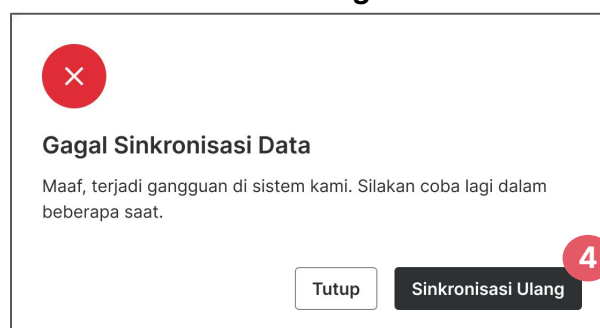 Gagal Sinkronisasi Data
Maaf, terjadi gangguan di sistem kami. Silakan coba lagi dalam
beberapa saat.
4
Tutup Sinkronisasi Ulang